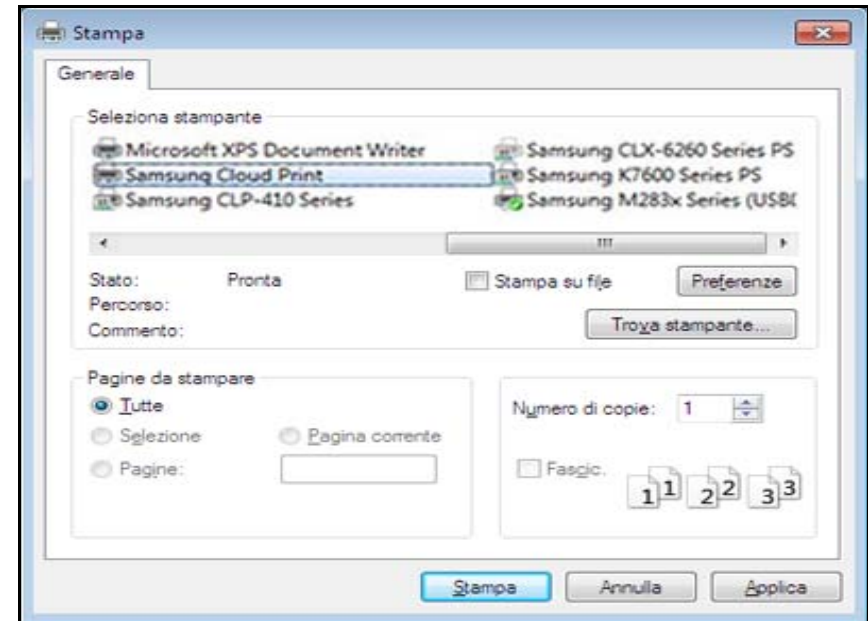 Stampa
Generale
Seleziona stampante
Microsoft XPS Document Writer
Samsung CLX-6260 Series PS
Samsung Cloud Print
Samsung K7600 Series PS
Samsung CLP-410 Series
Samsung M283x Series (USB
Stato: Pronta
Stampa su file
Preferenze
Percorso:
Commento:
Trova stampante...
Pagine da stampare
Tutte
Numero di copie: 1
Selezione
Pagina corrente
Pagine:
Fascic.
1 1 2 2 3 3
Stampa
Annulla
Applica